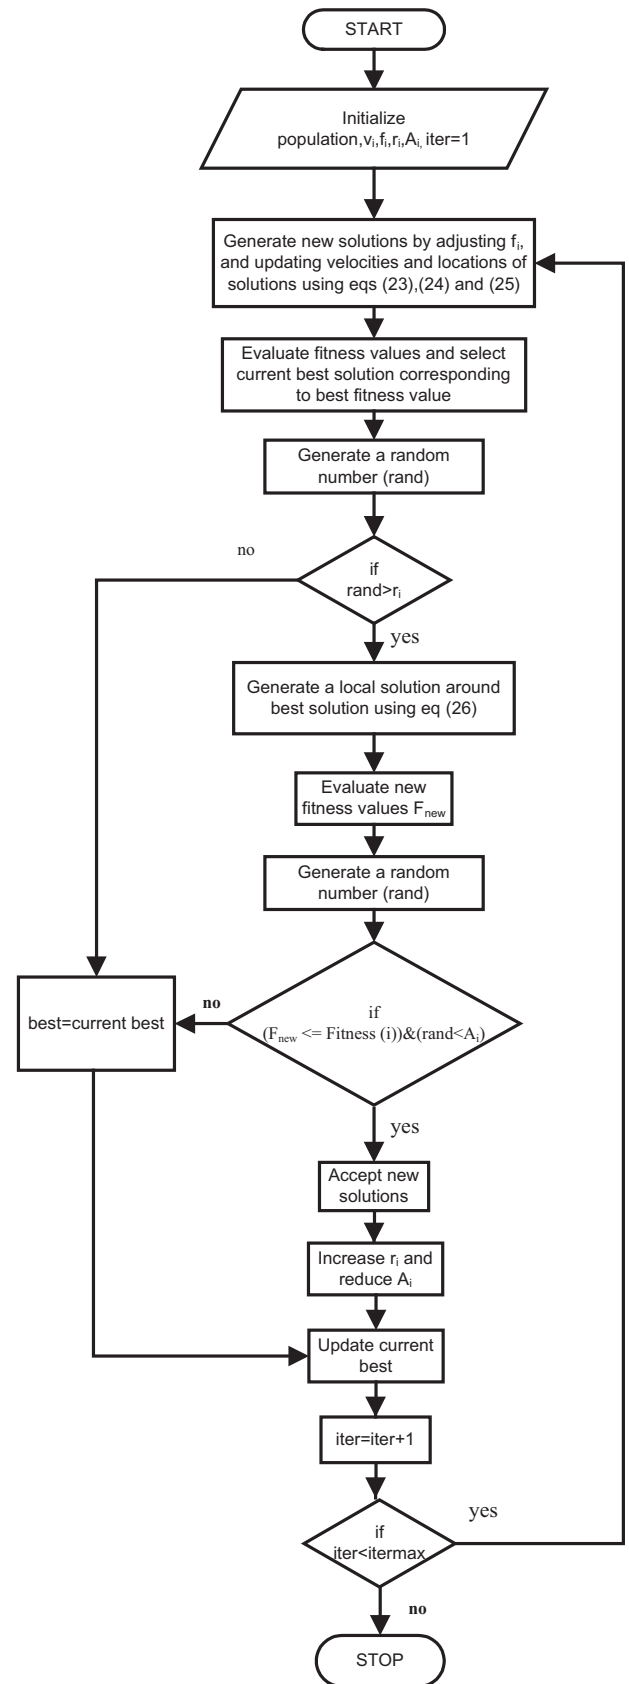 START
Initialize
population,vi,fi,ri,Ai, iter=1
Generate new solutions by adjusting fi,
and updating velocities and locations of
solutions using eqs (23),(24) and (25)
Evaluate fitness values and select
current best solution corresponding
to best fitness value
Generate a random
number (rand)
no
if
rand>ri
yes
Generate a local solution around
best solution using eq (26)
Evaluate new
fitness values Fnew
Generate a random
number (rand)
best=current best
no
if
(Fnew <= Fitness (i))&(rand<Ai)
yes
Accept new
solutions
Increase ri and
reduce Ai
Update current
best
iter=iter+1
if
iter<itermax
yes
no
STOP